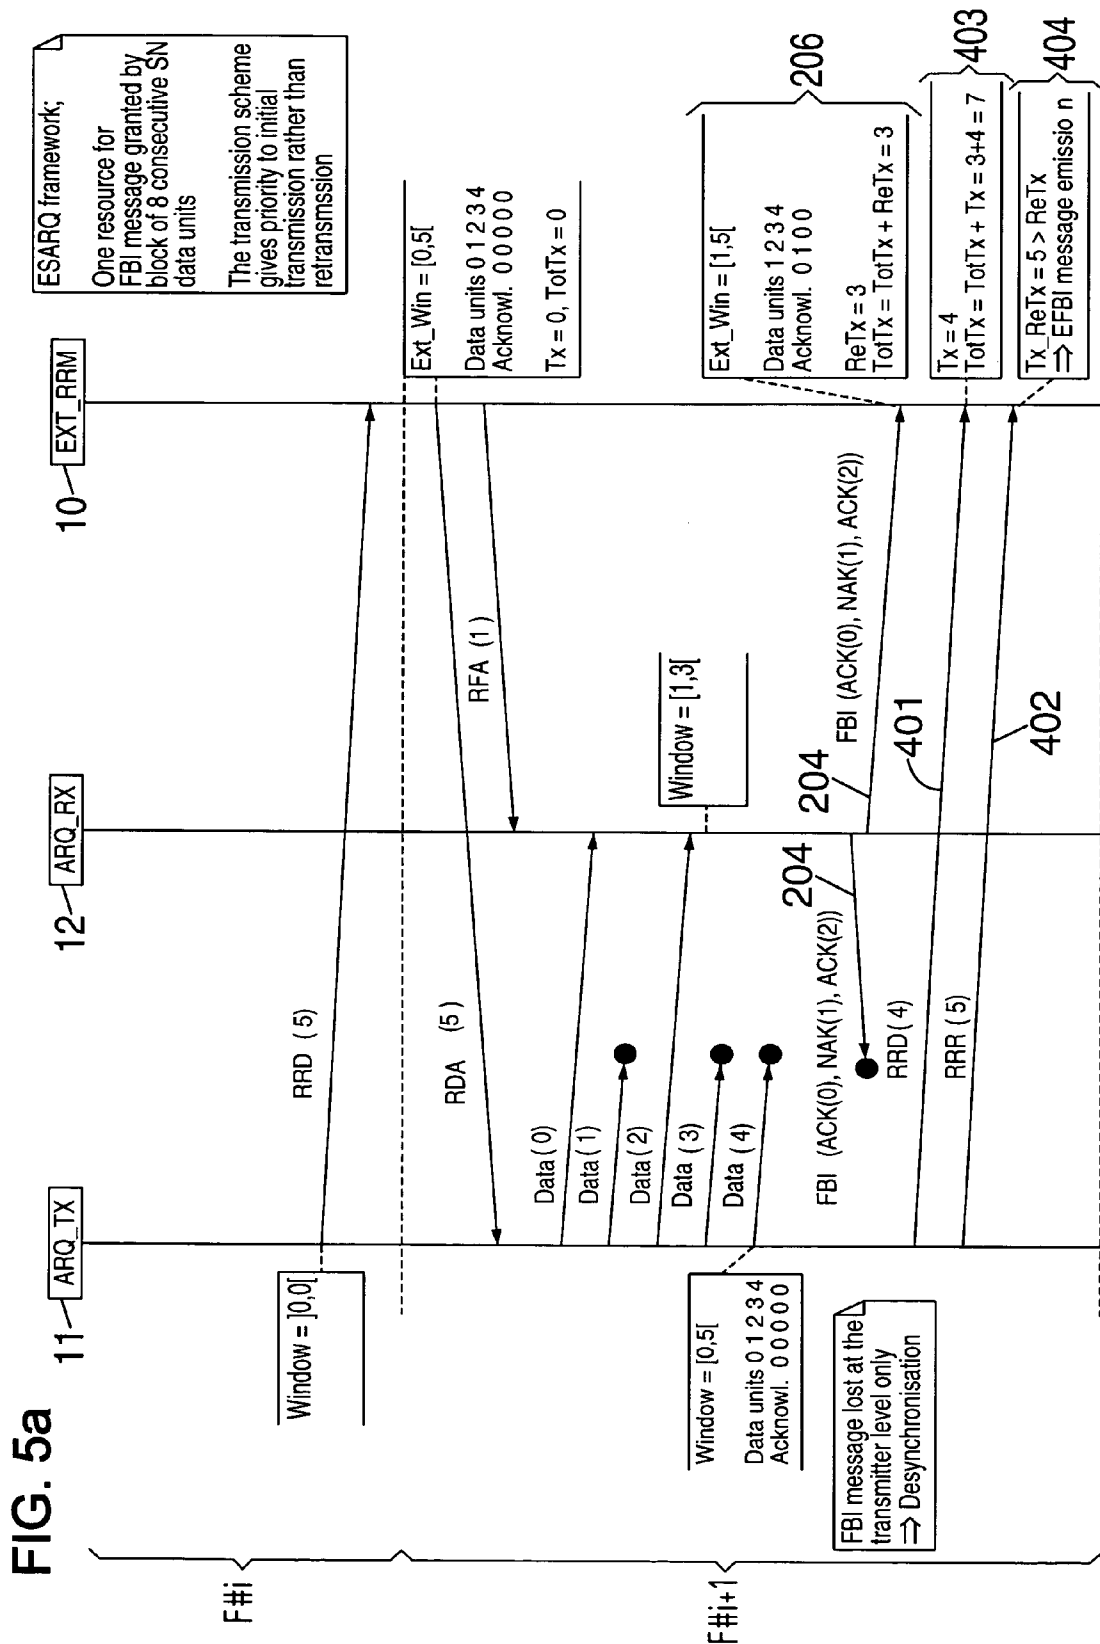 FIG. 5a
11
ARQ_TX
12
ARQ_RX
10
EXT_RRM
ESARQ framework;
One resource for
FBI message granted by
block of 8 consecutive SN
data units
The transmission scheme
gives priority to initial
transmission rather than
retransmssion
F#i
Window = ]0,0[
RRD ( 5)
F#i+1
Ext_Win = [0,5[
Data units 0 1 2 3 4
Acknowl. 0 0 0 0 0
Tx = 0, TotTx = 0
RDA (5 )
RFA ( 1 )
Data ( 0 )
Data ( 1 )
Data ( 2 )
Data ( 3 )
Data ( 4 )
Window = [1,3[
Window = [0,5[
Data units 0 1 2 3 4
Acknowl. 0 0 0 0 0
FBI message lost at the
transmitter level only
⇒ Desynchronisation
FBI (ACK(0), NAK(1), ACK(2))
204
204
FBI (ACK(0), NAK(1), ACK(2))
Ext_Win = [1,5[
Data units 1 2 3 4
Acknowl. 0 1 0 0
ReTx = 3
TotTx = TotTx + ReTx = 3
206
RRD( 4 )
401
Tx = 4
TotTx = TotTx + Tx = 3+4 = 7
403
RRR ( 5 )
402
Tx_ReTx = 5 > ReTx
⇒ EFBI message emissio n
404